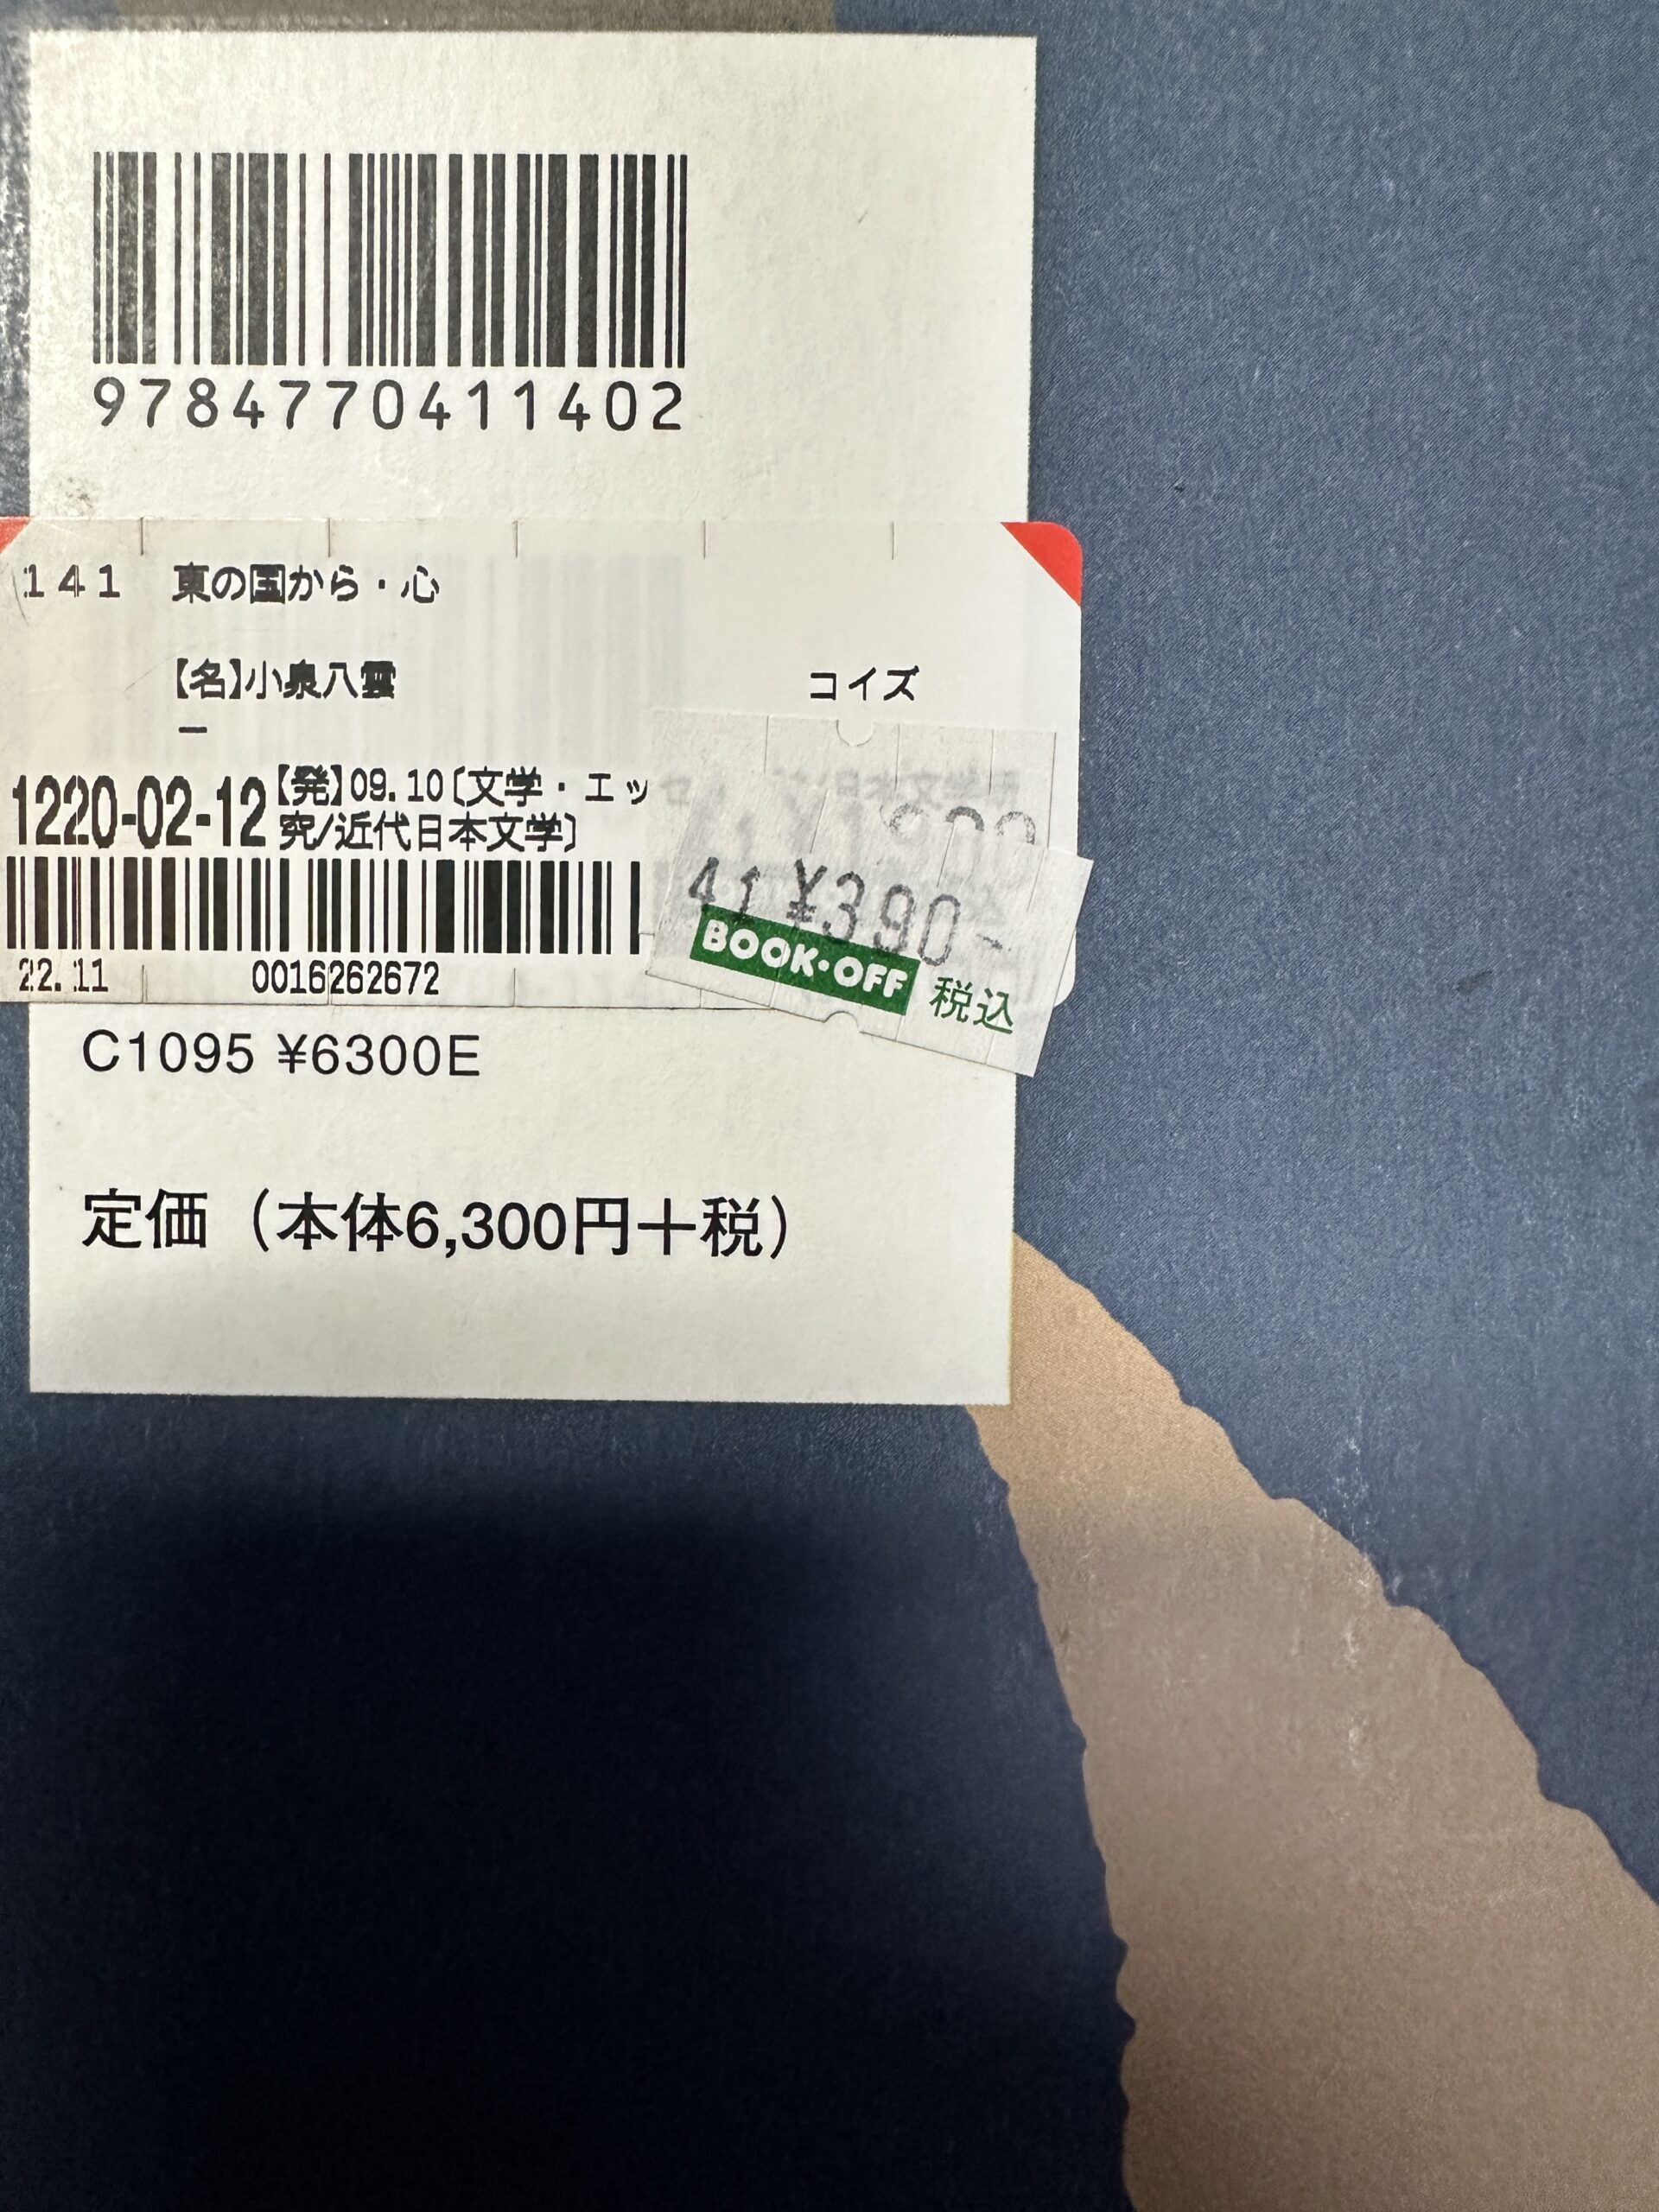 9784770411402
141 東の国から・心
【名】小泉八雲 コイズ
ー
1220-02-12 【発】09.10〔文学・エッ
究/近代日本文学〕
41 ¥390-
BOOK・OFF 税込
22.11 0016262672
C1095 ¥6300E
定価（本体6,300円＋税）